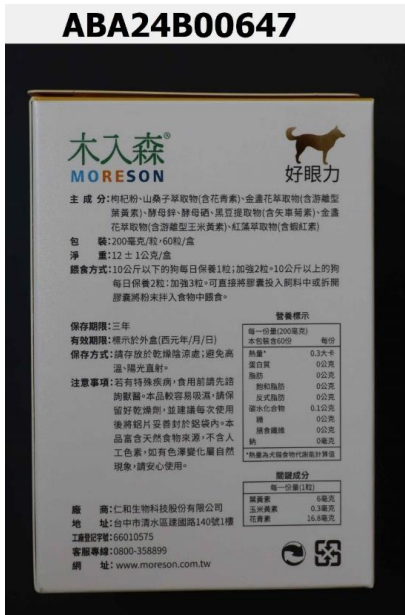 ABA24B00647
木入森®
MORESON
好眼力
主 成 分:枸杞粉、山桑子萃取物(含花青素)、金盞花萃取物(含游離型
葉黃素)、酵母鋅、酵母硒、黑豆提取物(含矢車菊素)、金盞
花萃取物(含游離型玉米黃素)、紅藻萃取物(含蝦紅素)
包 裝:200毫克/粒,60粒/盒
淨 重:12 ± 1公克/盒
餵食方式:10公斤以下的狗每日保養1粒;加強2粒。10公斤以上的狗
每日保養2粒;加強3粒。可直接將膠囊投入飼料中或拆開
膠囊將粉末拌入食物中餵食。
保存期限:三年
有效期限:標示於外盒(西元年/月/日)
保存方式:請存放於乾燥陰涼處;避免高
溫、陽光直射。
注意事項:若有特殊疾病,食用前請先諮
詢獸醫。本品較容易吸濕,請保
留好乾燥劑,並建議每次使用
後將鋁片妥善封於鋁袋內。本
品富含天然食物來源,不含人
工色素,如有色澤變化屬自然
現象,請安心使用。
營養標示
每一份量(200毫克)
本包裝含60份 每份
熱量* 0.3大卡
蛋白質 0公克
脂肪 0公克
飽和脂肪 0公克
反式脂肪 0公克
碳水化合物 0.1公克
糖 0公克
膳食纖維 0公克
鈉 0毫克
*熱量為犬貓食物代謝能計算值
關鍵成分
每一份量(1粒)
葉黃素 6毫克
玉米黃素 0.3毫克
花青素 16.8毫克
廠 商:仁和生物科技股份有限公司
地 址:台中市清水區建國路140號1樓
工廠登記字號:66010575
客服專線:0800-358899
網 址:www.moreson.com.tw